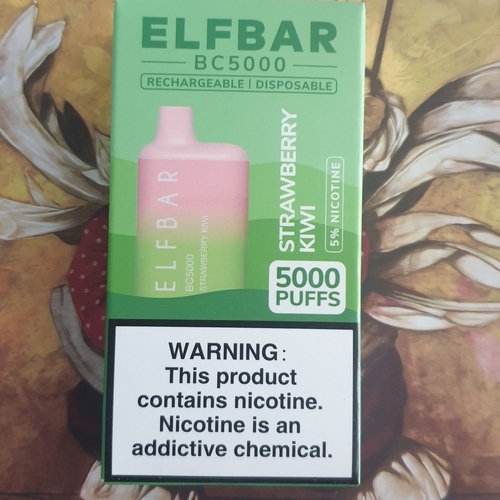 ELFBAR
BC5000
RECHARGEABLE | DISPOSABLE
ELFBAR
BC5000
STRAWBERRY KIWI
STRAWBERRY
KIWI
5% NICOTINE
5000
PUFFS
WARNING:
This product
contains nicotine.
Nicotine is an
addictive chemical.